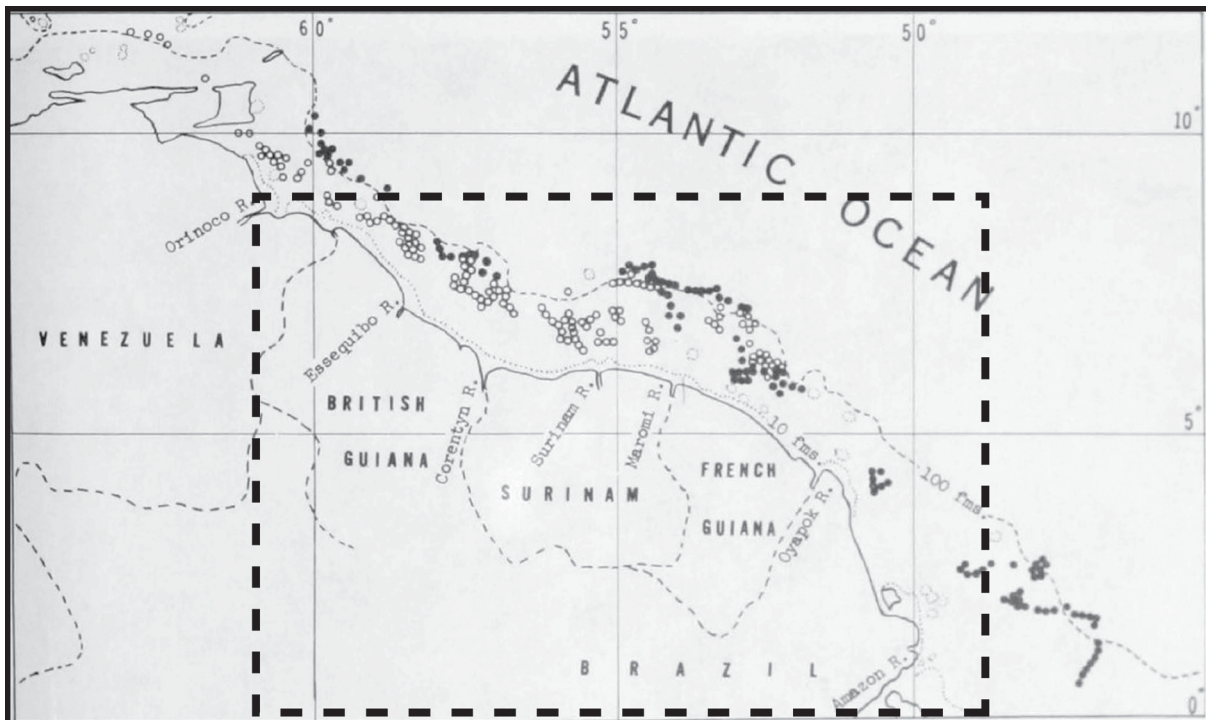 60°
55°
50°
ATLANTIC
OCEAN
10°
Orinoco R.
VENEZUELA
Essequibo R.
BRITISH
GUIANA
Corentyn R.
Surinam R.
Maromi R.
SURINAM
10 fms.
FRENCH
GUIANA
Oyapok R.
5°
100 fms.
BRAZIL
Amazon R.
0°